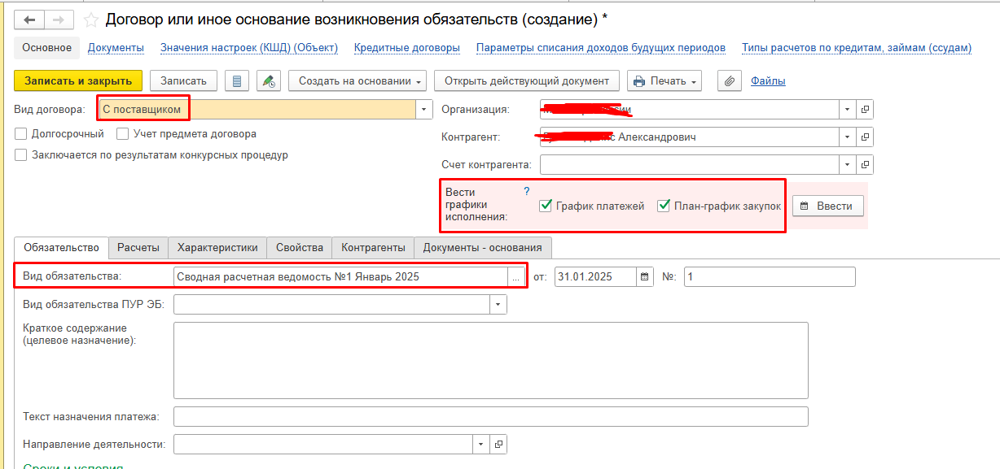 Договор или иное основание возникновения обязательств (создание) *
Основное Документы Значения настроек (КШД) (Объект) Кредитные договоры Параметры списания доходов будущих периодов Типы расчетов по кредитам, займам (ссудам)
Записать и закрыть Записать Создать на основании Открыть действующий документ Печать Файлы
Вид договора: С поставщиком Организация:
Долгосрочный Учет предмета договора Контрагент: Александрович
Заключается по результатам конкурсных процедур
Счет контрагента:
Вести графики исполнения: ? График платежей План-график закупок Ввести
Обязательство Расчеты Характеристики Свойства Контрагенты Документы - основания
Вид обязательства: Сводная расчетная ведомость №1 Январь 2025 ... от: 31.01.2025 №: 1
Вид обязательства ПУР ЭБ:
Краткое содержание
(целевое назначение):
Текст назначения платежа:
Направление деятельности:
Сроки и условия